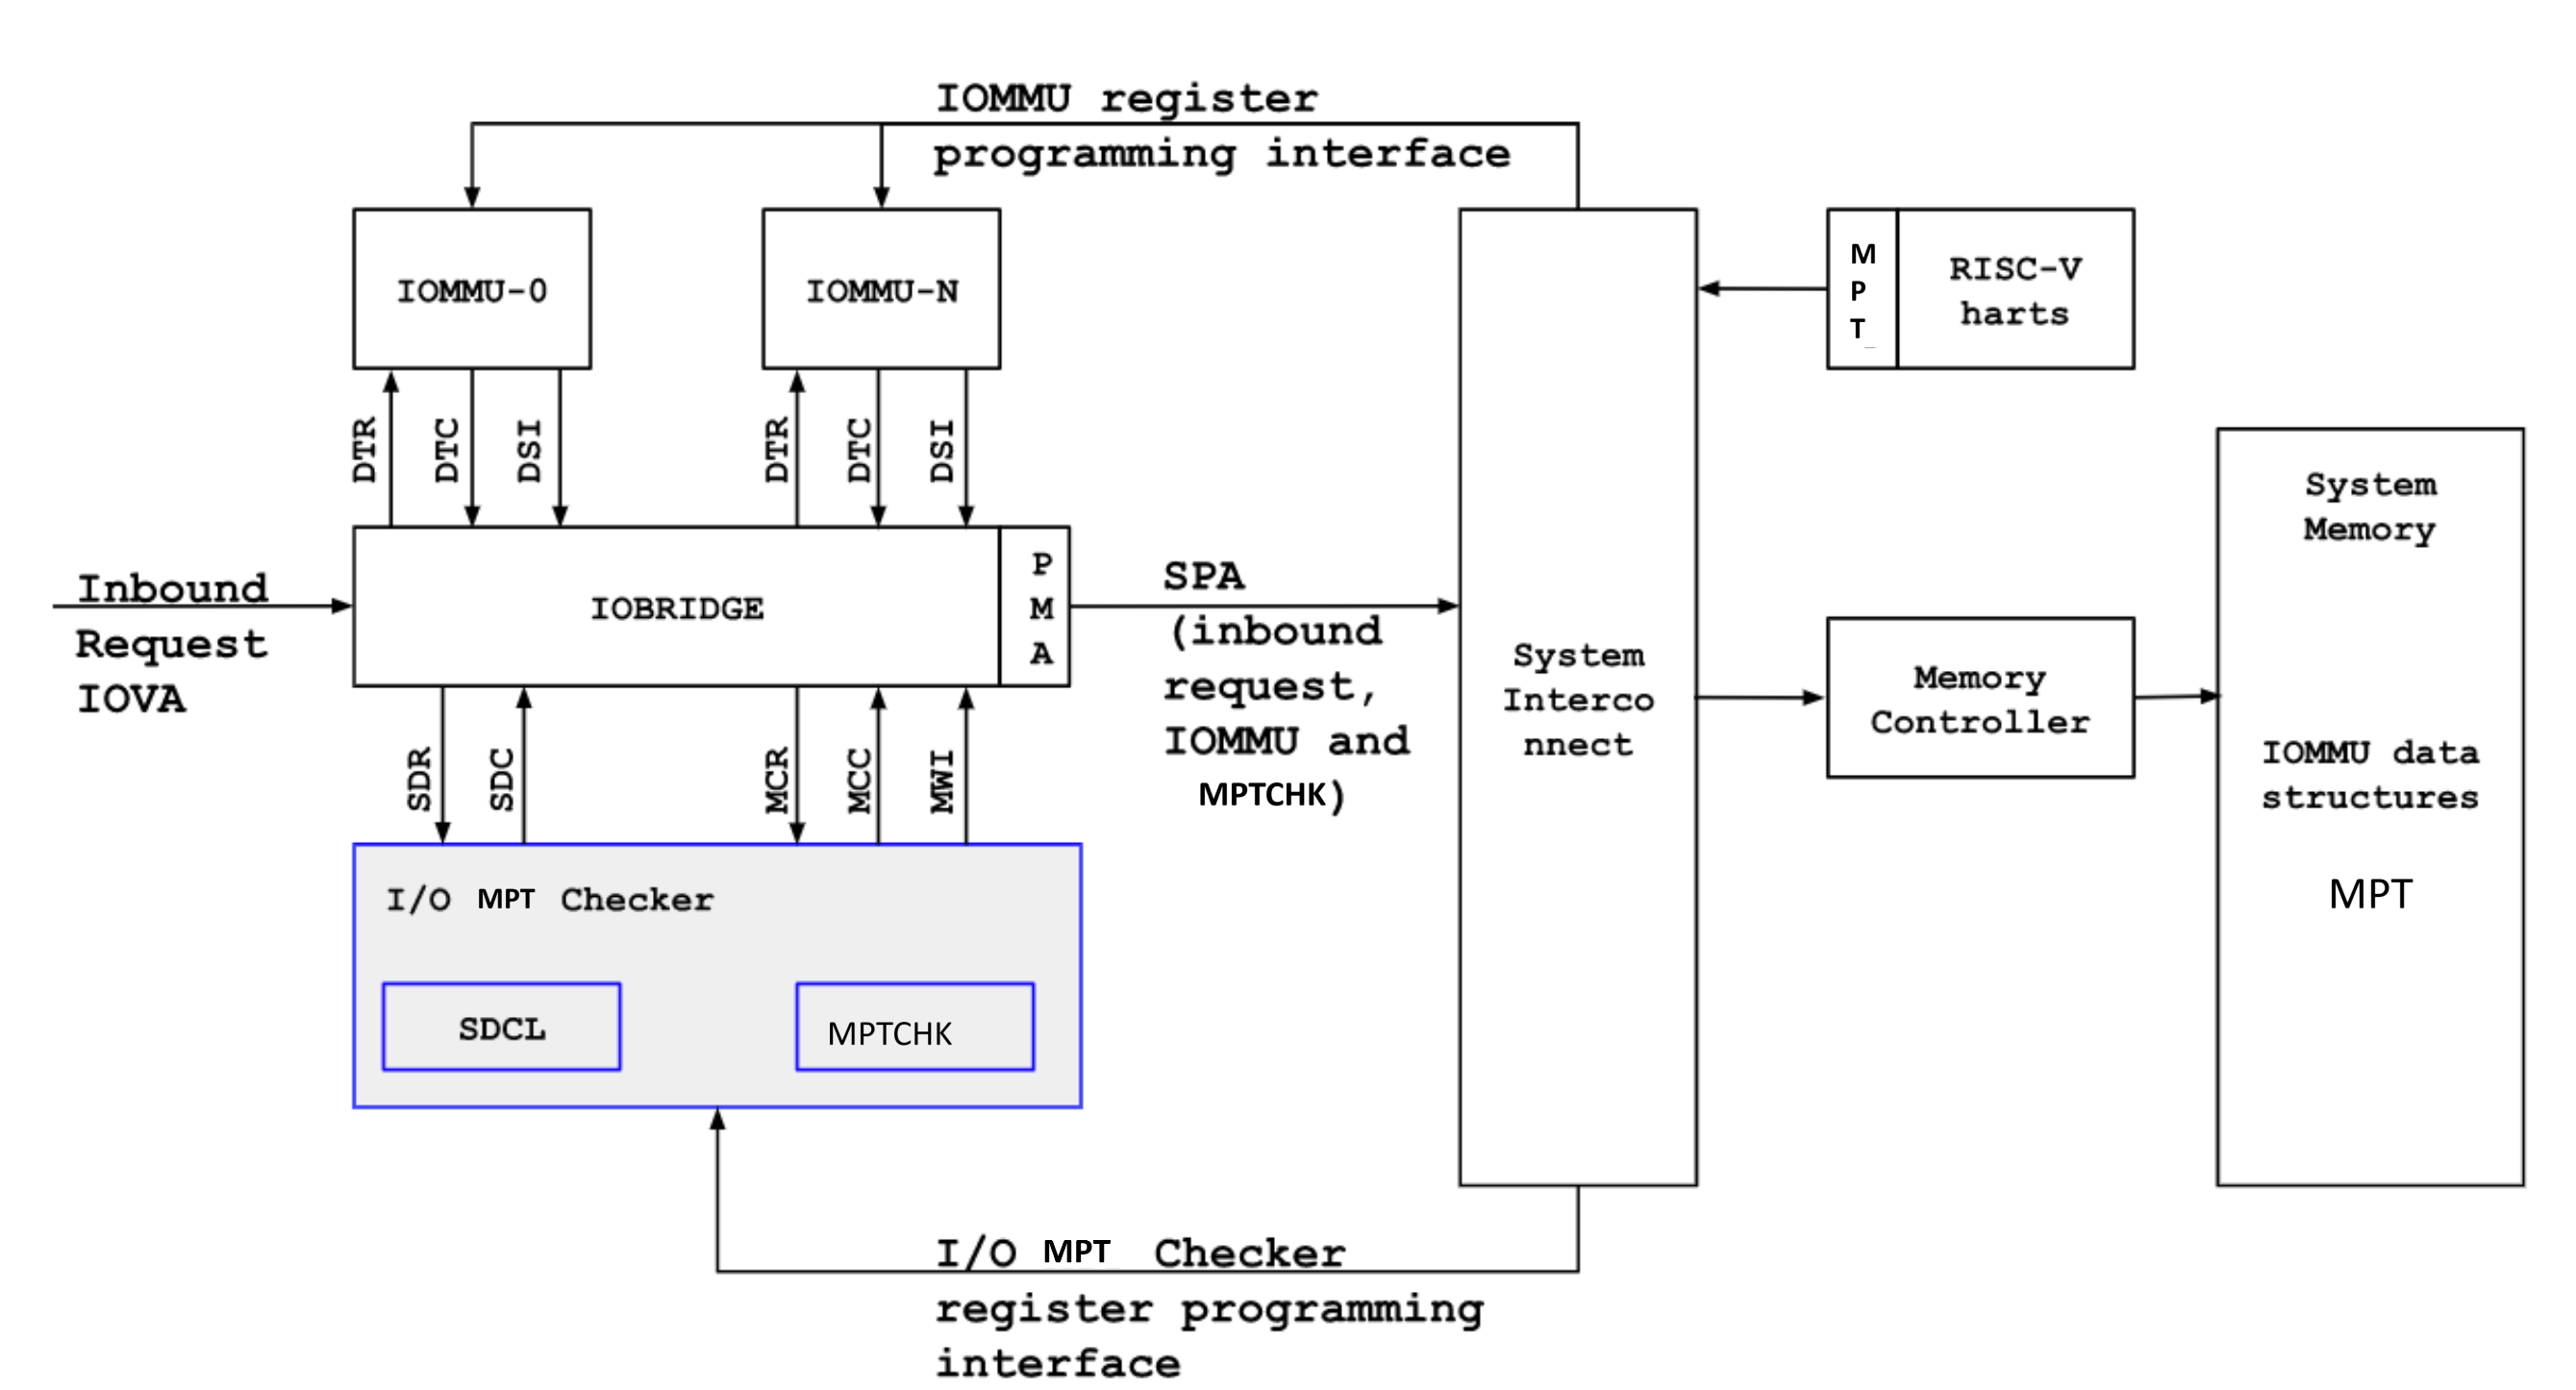 IOMMU register
programming interface
IOMMU-0
IOMMU-N
M
P
T
RISC-V
harts
DTR
DTC
DSI
DTR
DTC
DSI
System
Memory
Inbound
Request
IOVA
IOBRIDGE
P
M
A
SPA
(inbound
request,
IOMMU and
MPTCHK)
System
Interco
nnect
Memory
Controller
IOMMU data
structures
MPT
SDR
SDC
MCR
MCC
MWI
I/O MPT Checker
SDCL
MPTCHK
I/O MPT Checker
register programming
interface